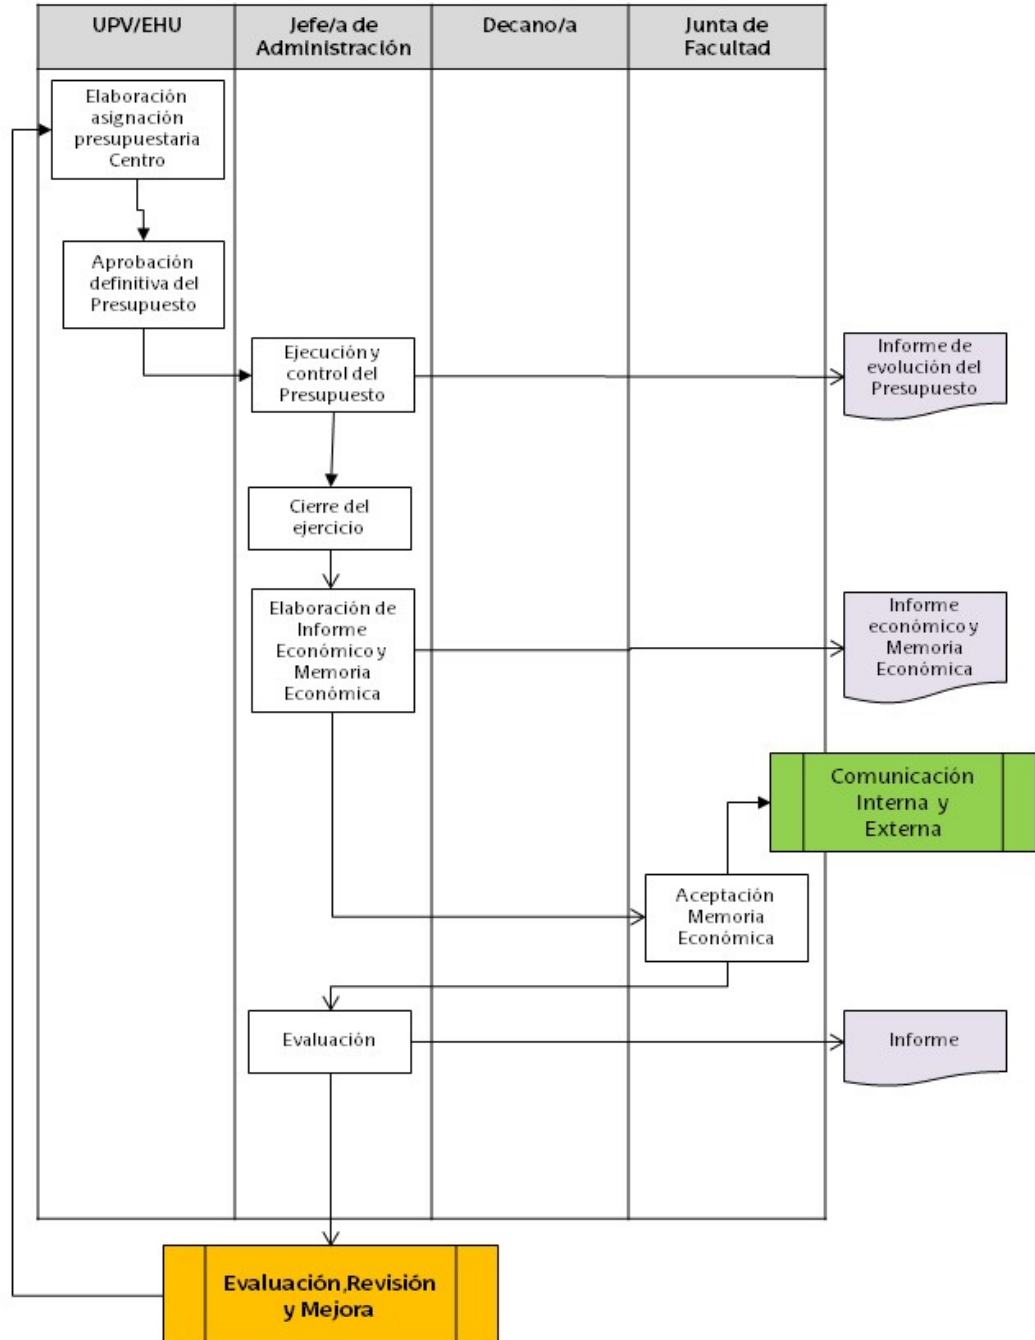 UPV/EHU
Jefe/a de
Administración
Decano/a
Junta de
Facultad
Elaboración
asignación
presupuestaria
Centro
Aprobación
definitiva del
Presupuesto
Ejecución y
control del
Presupuesto
Informe de
evolución del
Presupuesto
Cierre del
ejercicio
Elaboración de
Informe
Económico y
Memoria
Económica
Informe
económico y
Memoria
Económica
Comunicación
Interna y
Externa
Aceptación
Memoria
Económica
Evaluación
Informe
Evaluación,Revisión
y Mejora